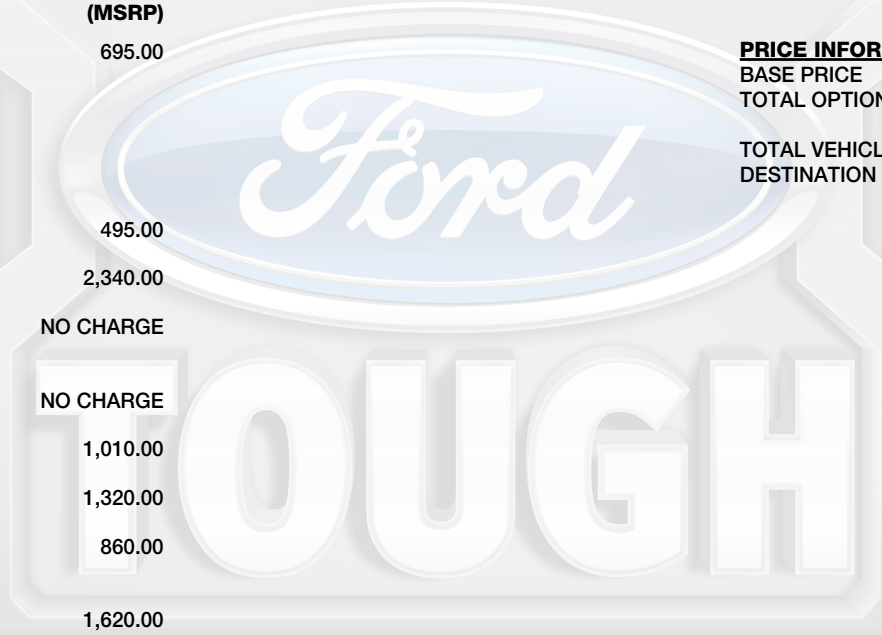 (MSRP)
695.00
495.00
2,340.00
NO CHARGE
NO CHARGE
1,010.00
1,320.00
860.00
1,620.00
PRICE INFOR
BASE PRICE
TOTAL OPTION
TOTAL VEHICL
DESTINATION
Ford
TOUGH